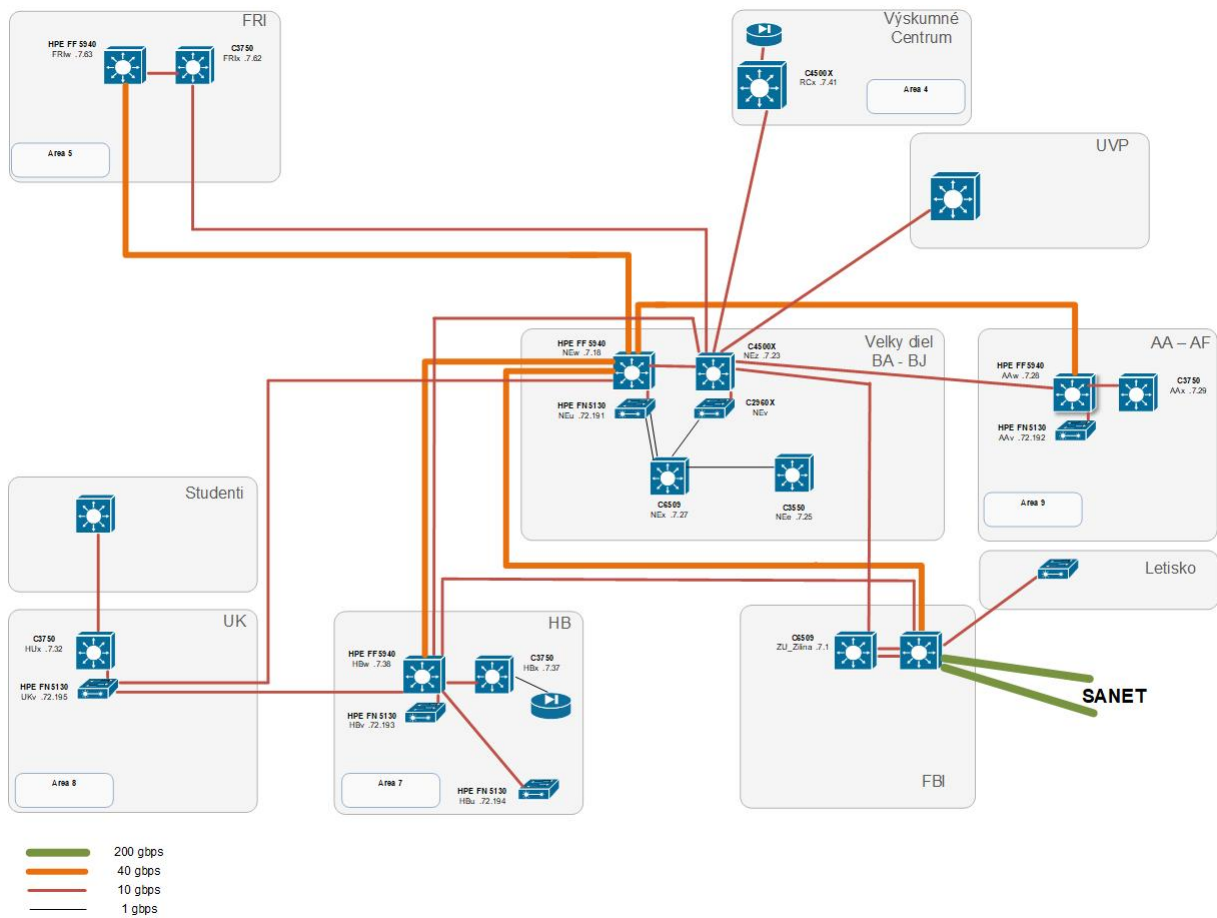 FRI
HPE FF 5940
FRIw .7.63
C3750
FRIx .7.62
Area 5
Výskumné
Centrum
C4500X
RCx .7.41
Area 4
UVP
Velky diel
BA - BJ
HPE FF 5940
NEw .7.18
C4500X
NEz .7.23
HPE FN5130
NEu .72.191
C2960X
NEv
C6509
NEx .7.27
C3550
NEe .7.25
AA – AF
HPE FF5940
AAw .7.26
C3750
AAx .7.29
HPE FN5130
AAv .72.192
Area 9
Studenti
Letisko
UK
C3750
HUx .7.32
HPE FN5130
UKv .72.195
Area 8
HB
HPE FF5940
HBw .7.36
C3750
HBx .7.37
HPE FN 5130
HBv .72.193
HPE FN 5130
HBu .72.194
Area 7
C6509
ZU_Zilina .7.1
SANET
FBI
200 gbps
40 gbps
10 gbps
1 gbps